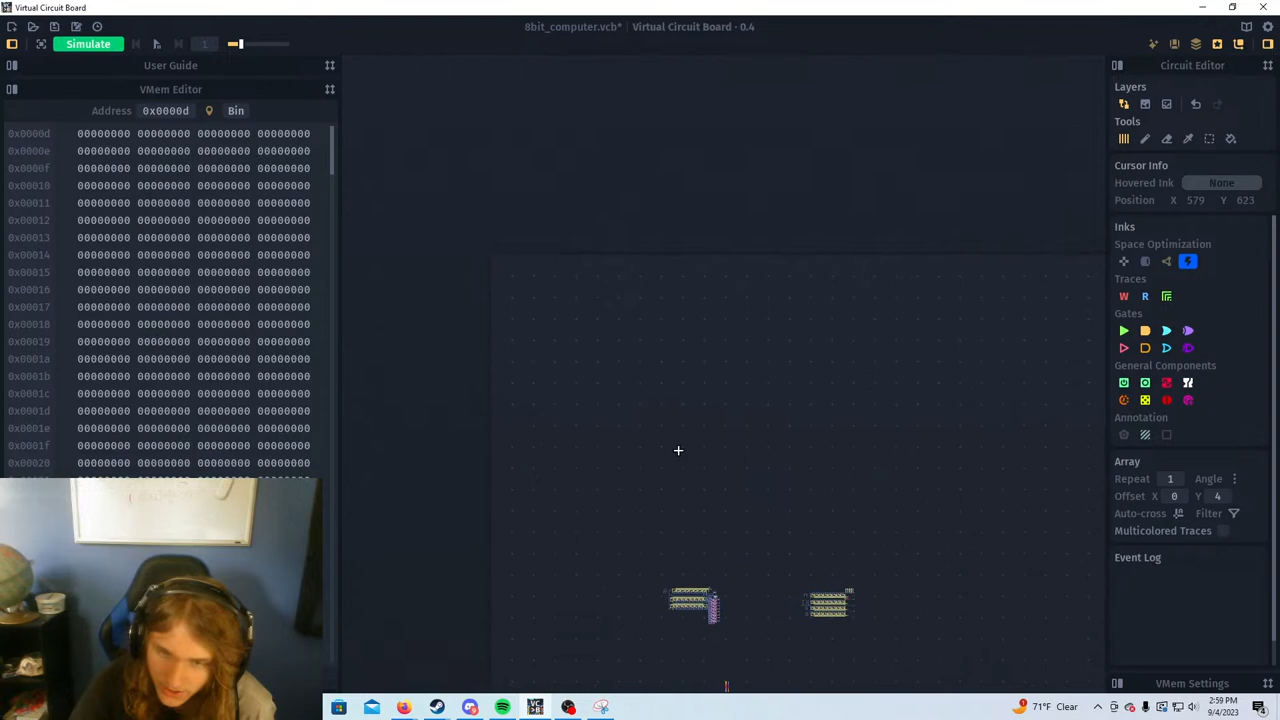 Virtual Circuit Board
8bit_computer.vcb* Virtual Circuit Board - 0.4
Simulate
1
User Guide
VMem Editor
Address 0x0000d Bin
0x0000d 00000000 00000000 00000000 00000000
0x0000e 00000000 00000000 00000000 00000000
0x0000f 00000000 00000000 00000000 00000000
0x00010 00000000 00000000 00000000 00000000
0x00011 00000000 00000000 00000000 00000000
0x00012 00000000 00000000 00000000 00000000
0x00013 00000000 00000000 00000000 00000000
0x00014 00000000 00000000 00000000 00000000
0x00015 00000000 00000000 00000000 00000000
0x00016 00000000 00000000 00000000 00000000
0x00017 00000000 00000000 00000000 00000000
0x00018 00000000 00000000 00000000 00000000
0x00019 00000000 00000000 00000000 00000000
0x0001a 00000000 00000000 00000000 00000000
0x0001b 00000000 00000000 00000000 00000000
0x0001c 00000000 00000000 00000000 00000000
0x0001d 00000000 00000000 00000000 00000000
0x0001e 00000000 00000000 00000000 00000000
0x0001f 00000000 00000000 00000000 00000000
0x00020 00000000 00000000 00000000 00000000
Circuit Editor
Layers
Tools
Cursor Info
Hovered Ink None
Position X 579 Y 623
Inks
Space Optimization
Traces
W R
Gates
General Components
Annotation
Array
Repeat 1 Angle
Offset X 0 Y 4
Auto-cross Filter
Multicolored Traces
Event Log
VMem Settings
71°F Clear
2:59 PM
9/4/2023